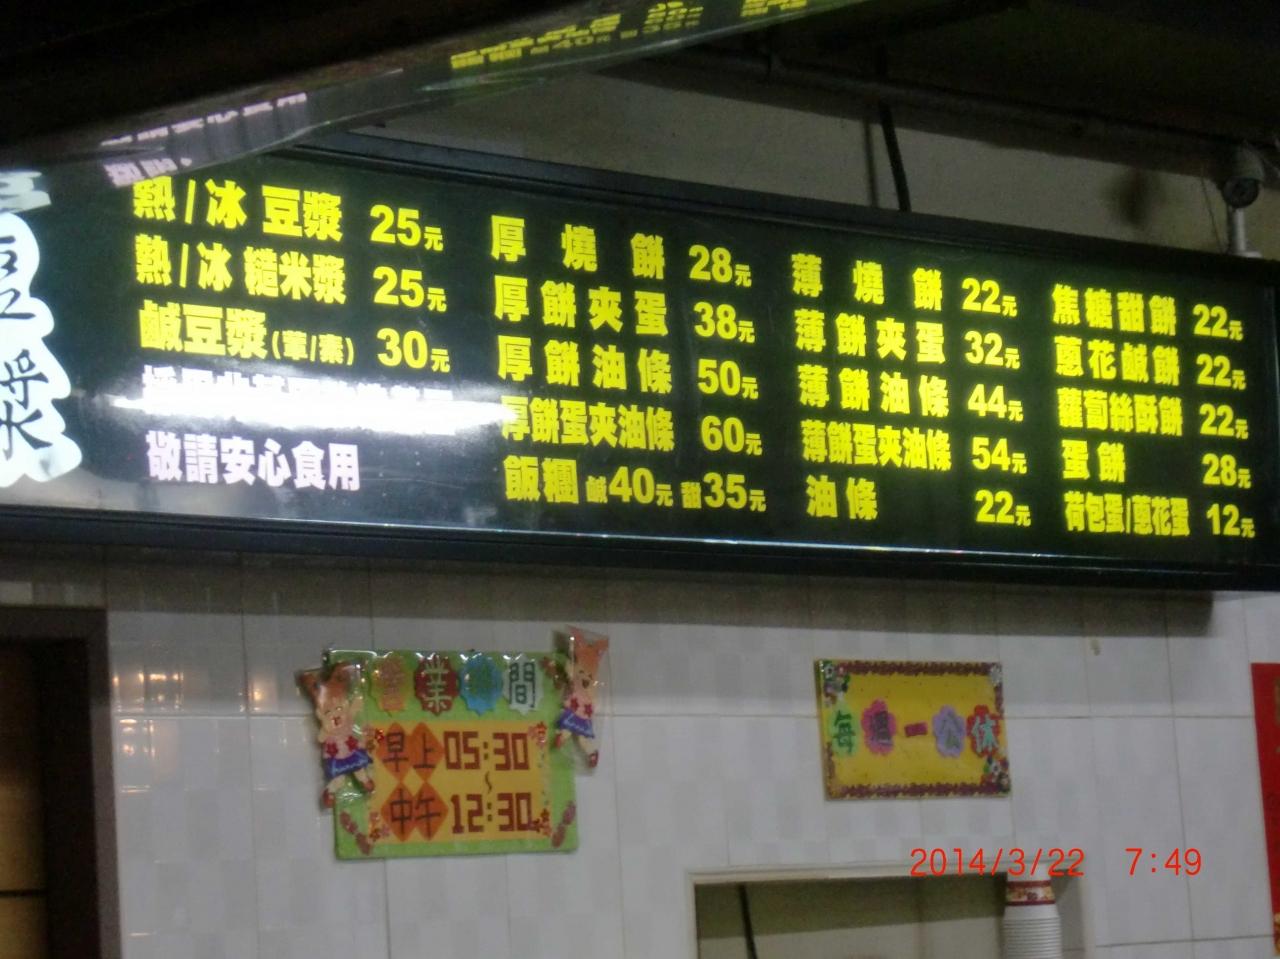 豆漿
熱/冰 豆漿 25元
熱/冰 糙米漿 25元
鹹豆漿(葷/素) 30元
敬請安心食用
厚燒餅 28元
厚餅夾蛋 38元
厚餅油條 50元
厚餅蛋夾油條 60元
飯糰 鹹40元 甜35元
薄燒餅 22元
薄餅夾蛋 32元
薄餅油條 44元
薄餅蛋夾油條 54元
油條 22元
焦糖甜餅 22元
蔥花鹹餅 22元
蘿蔔絲酥餅 22元
蛋餅 28元
荷包蛋/蔥花蛋 12元
營業時間
早上05:30
~
中午12:30
每週一公休
2014/3/22 7:49